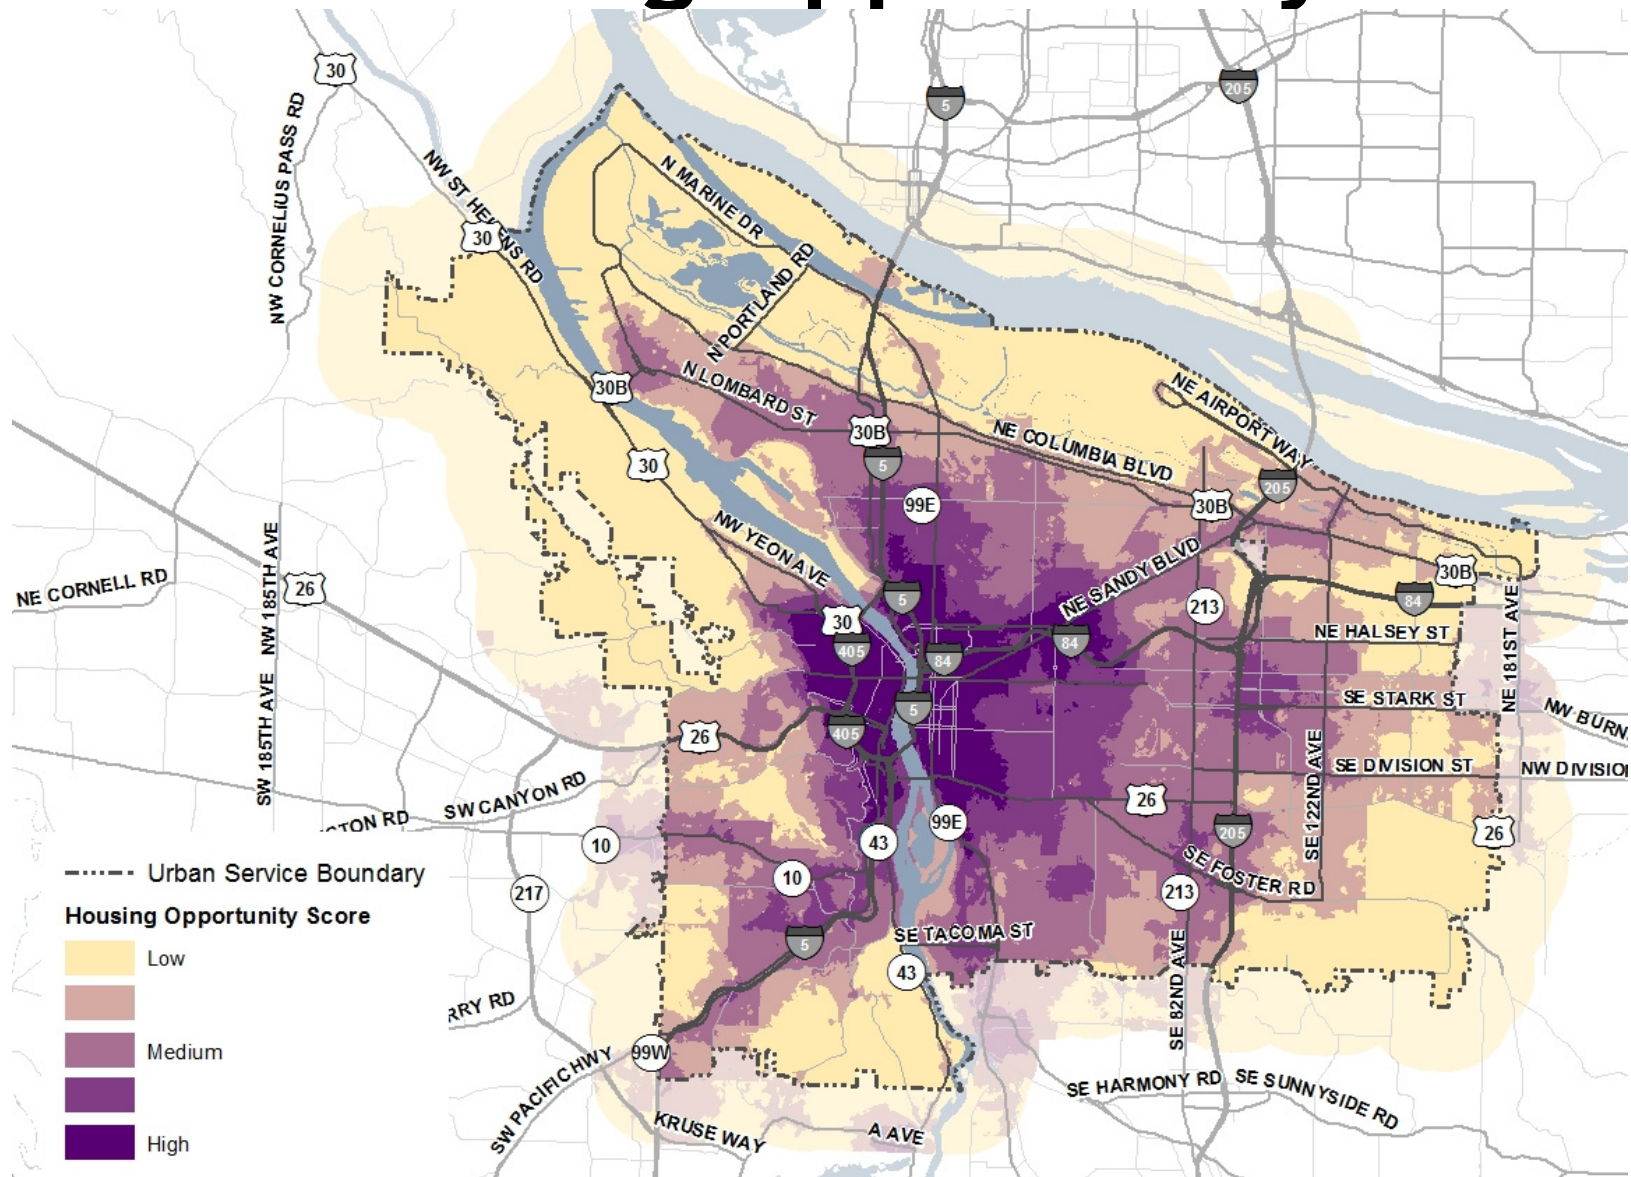 30
5
205
NW CORNELIUS PASS RD
NW ST HELENS RD
30
N MARINE DR
N PORTLAND RD
30B
N LOMBARD ST
30B
NE AIRPORT WAY
NE COLUMBIA BLVD
30
5
205
99E
30B
NW YEON AVE
NE SANDY BLVD
NW 185TH AVE
NE CORNELL RD
26
30B
5
213
84
30
NE HALSEY ST
405
84
84
NE 181ST AVE
SE STARK ST
5
NW BURN
SW 185TH AVE
26
405
SE 122ND AVE
SE DIVISION ST
NW DIVISIO
SW CANYON RD
26
GTON RD
99E
205
26
10
43
SE FOSTER RD
10
213
217
5
SE TACOMA ST
43
SE 82ND AVE
RRY RD
99W
SW PACIFIC HWY
SE HARMONY RD
SE SUNNYSIDE RD
KRUSE WAY
A AVE
Urban Service Boundary
Housing Opportunity Score
Low
Medium
High